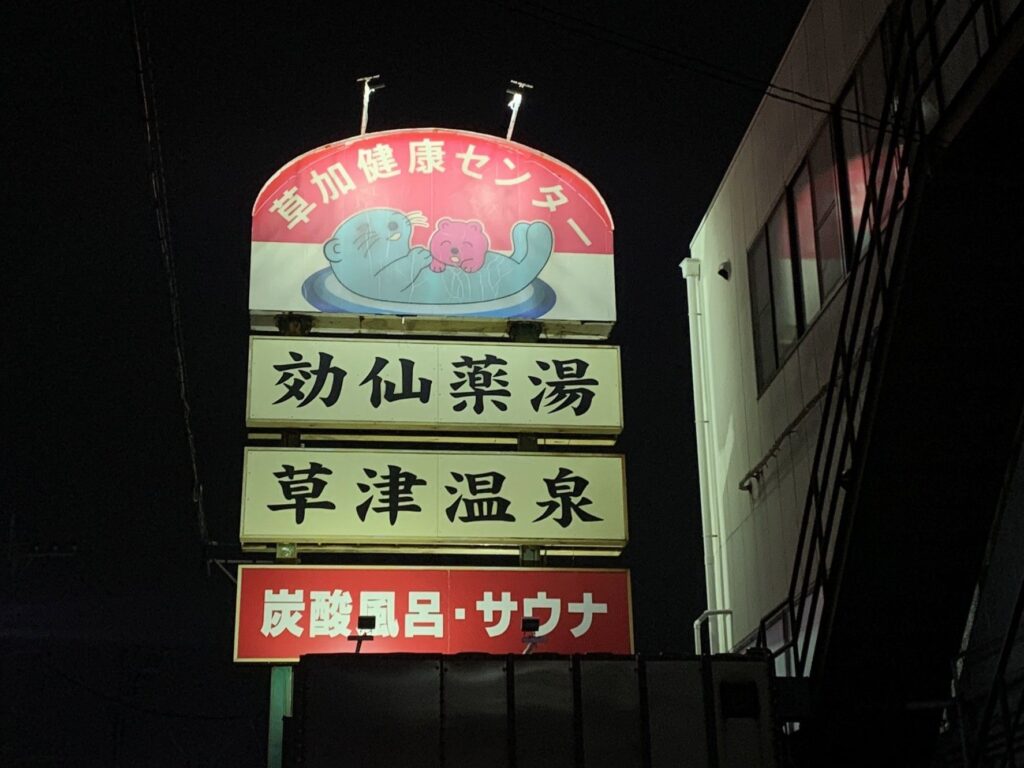 草加健康センター
効仙薬湯
草津温泉
炭酸風呂・サウナ